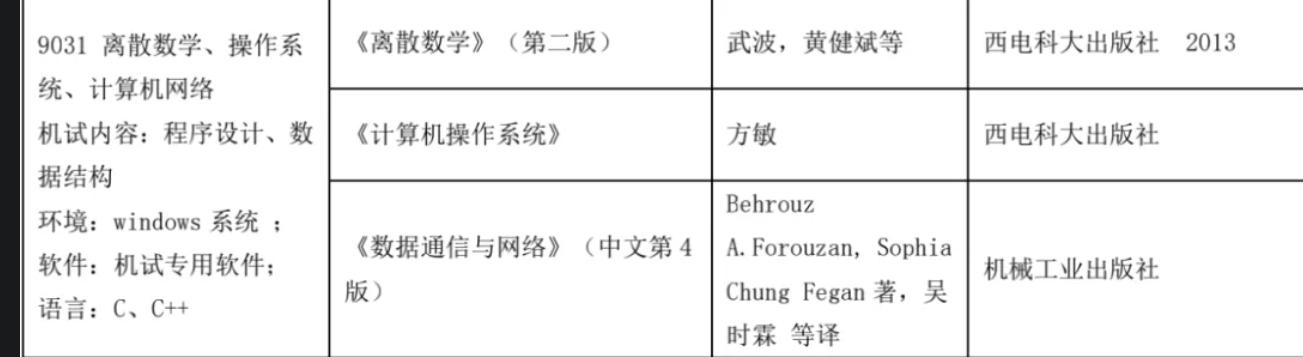 9031 离散数学、操作系
统、计算机网络
机试内容：程序设计、数
据结构
环境：windows 系统 ；
软件：机试专用软件；
语言：C、C++
《离散数学》（第二版）
武波，黄健斌等
西电科大出版社 2013
《计算机操作系统》
方敏
西电科大出版社
《数据通信与网络》（中文第 4
版）
Behrouz
A.Forouzan, Sophia
Chung Fegan 著，吴
时霖 等译
机械工业出版社